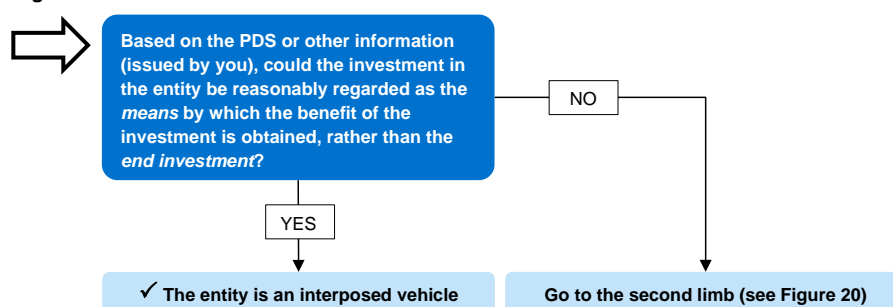 Based on the PDS or other information
(issued by you), could the investment in
the entity be reasonably regarded as the
means by which the benefit of the
investment is obtained, rather than the
end investment?
NO
YES
✓ The entity is an interposed vehicle
Go to the second limb (see Figure 20)